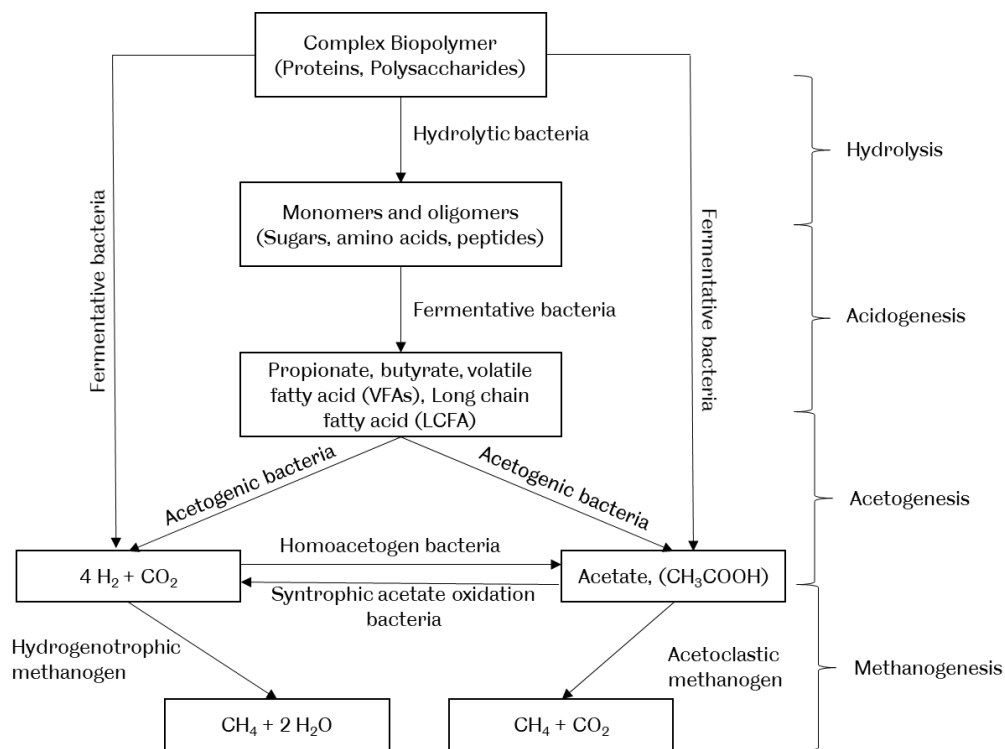 Complex Biopolymer
(Proteins, Polysaccharides)
Hydrolytic bacteria
Hydrolysis
Fermentative bacteria
Monomers and oligomers
(Sugars, amino acids, peptides)
Fermentative bacteria
Fermentative bacteria
Acidogenesis
Propionate, butyrate, volatile
fatty acid (VFAs), Long chain
fatty acid (LCFA)
Acetogenic bacteria
Acetogenic bacteria
Acetogenesis
Homoacetogen bacteria
4 H₂ + CO₂
Acetate, (CH₃COOH)
Syntrophic acetate oxidation
bacteria
Hydrogenotrophic
methanogen
Acetoclastic
methanogen
Methanogenesis
CH₄ + 2 H₂O
CH₄ + CO₂